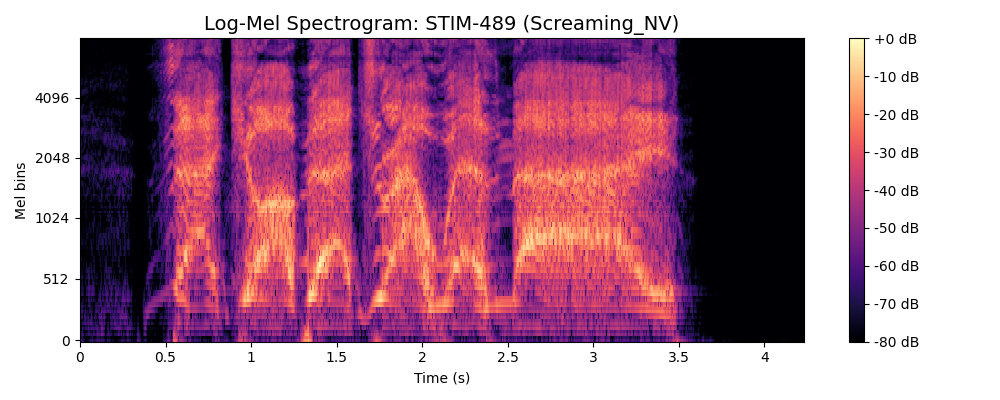 Log-Mel Spectrogram: STIM-489 (Screaming_NV)
Mel bins
4096
2048
1024
512
0
0 0.5 1 1.5 2 2.5 3 3.5 4
Time (s)
+0 dB
-10 dB
-20 dB
-30 dB
-40 dB
-50 dB
-60 dB
-70 dB
-80 dB